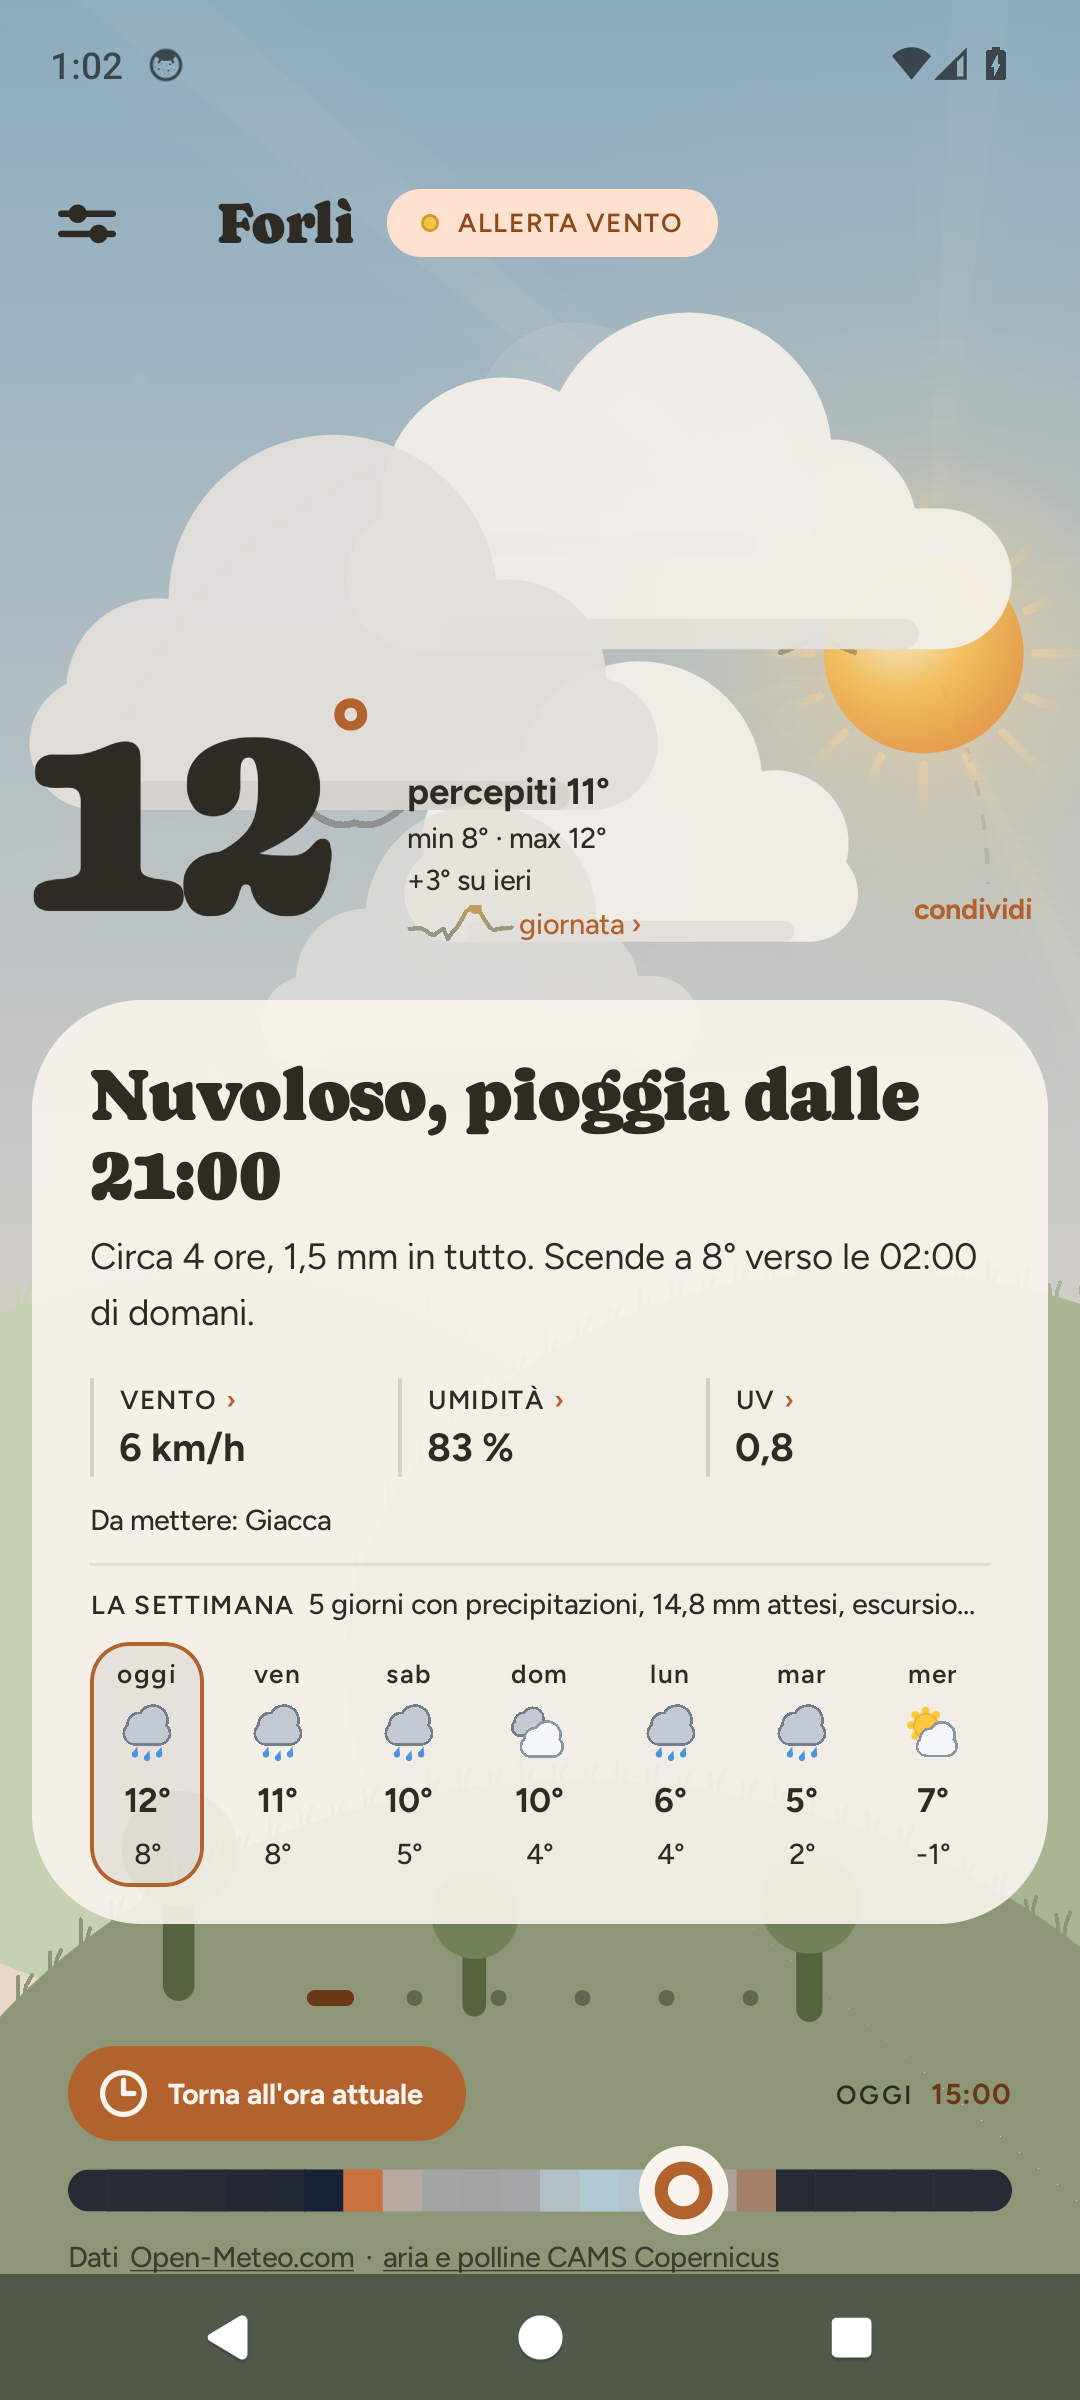 1:02
Forlì
ALLERTA VENTO
12°
percepiti 11°
min 8° · max 12°
+3° su ieri
giornata ›
condividi
Nuvoloso, pioggia dalle
21:00
Circa 4 ore, 1,5 mm in tutto. Scende a 8° verso le 02:00
di domani.
VENTO › UMIDITÀ › UV ›
6 km/h 83 % 0,8
Da mettere: Giacca
LA SETTIMANA 5 giorni con precipitazioni, 14,8 mm attesi, escursio...
oggi ven sab dom lun mar mer
12° 11° 10° 10° 6° 5° 7°
8° 8° 5° 4° 4° 2° -1°
Torna all'ora attuale
OGGI 15:00
Dati Open-Meteo.com · aria e polline CAMS Copernicus